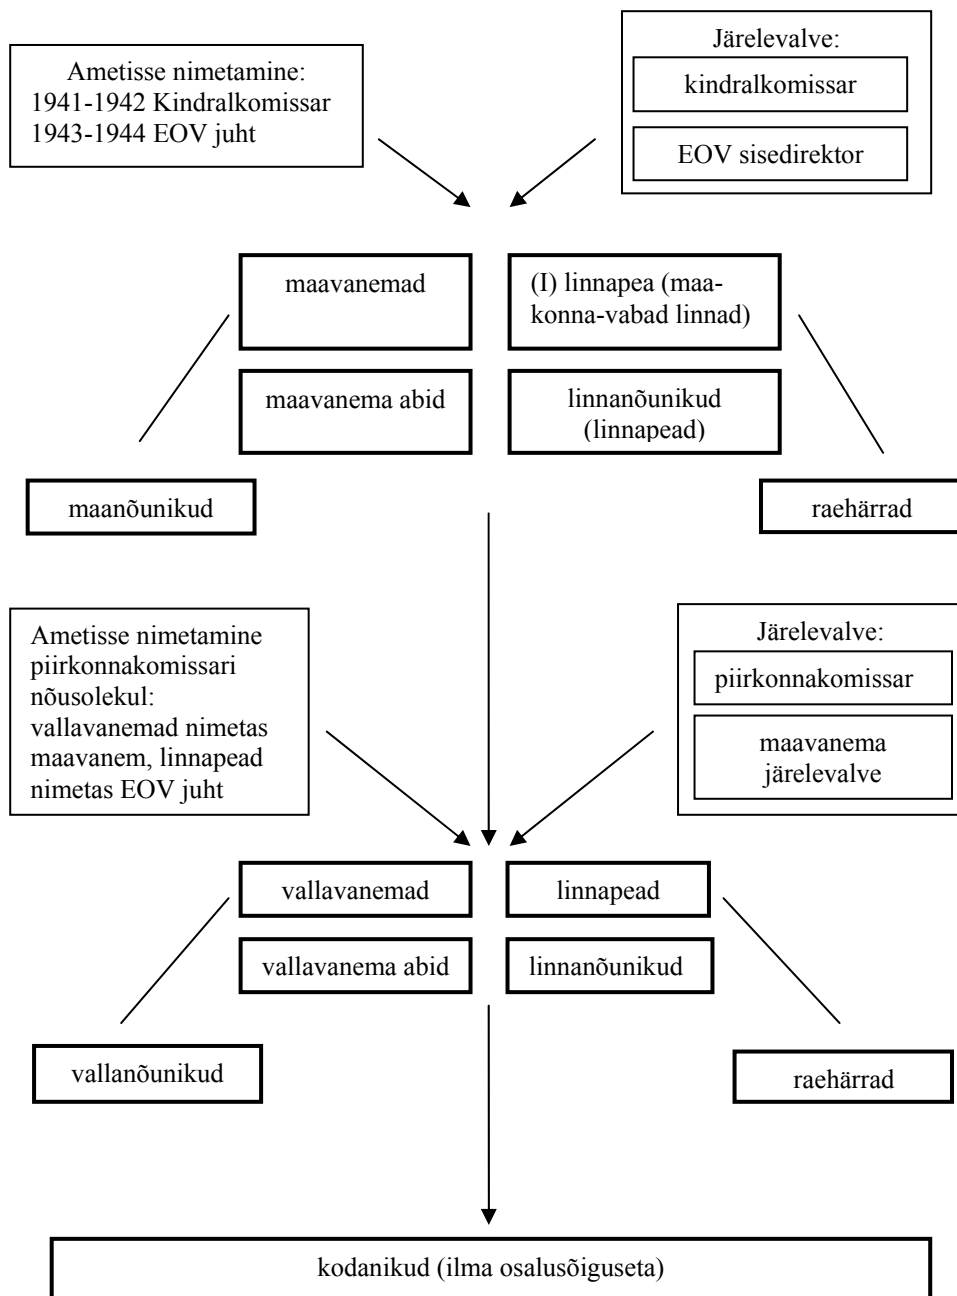 Ametisse nimetamine:
1941-1942 Kindralkomissar
1943-1944 EOV juht
Järelevalve:
kindralkomissar
EOV sisedirektor
maavanemad
(I) linnapea (maa-
konna-vabad linnad)
maavanema abid
linnanõunikud
(linnapead)
maanõunikud
raehärrad
Ametisse nimetamine
piirkonnakomissari
nõusolekul:
vallavanemad nimetas
maavanem, linnapead
nimetas EOV juht
Järelevalve:
piirkonnakomissar
maavanema
järelevalve
vallavanemad
linnapead
vallavanema abid
linnanõunikud
vallanõunikud
raehärrad
kodanikud (ilma osalusõiguseta)